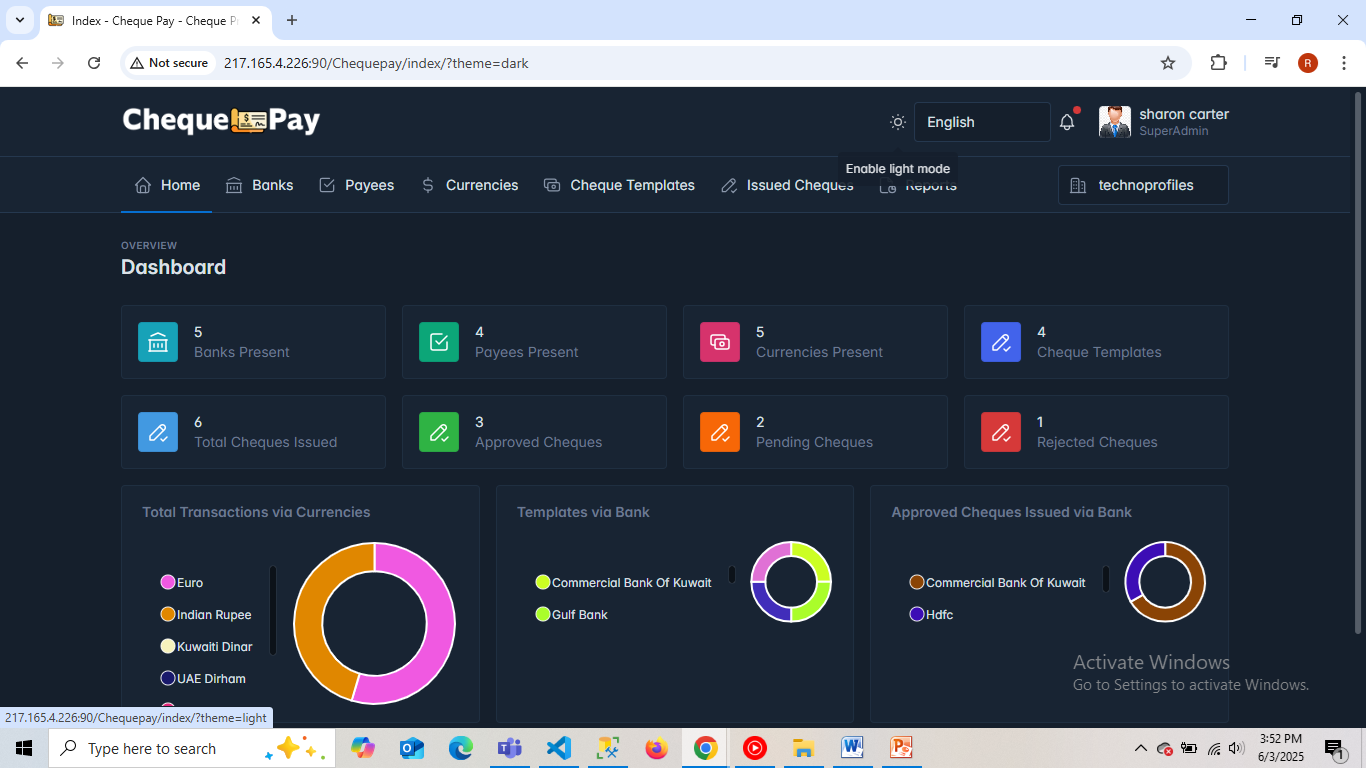 Index - Cheque Pay - Cheque P
Not secure
217.165.4.226:90/Chequepay/index/?theme=dark
R
Cheque Pay
English
sharon carter
SuperAdmin
Enable light mode
Home
Banks
Payees
Currencies
Cheque Templates
Issued Cheques
Reports
technoprofiles
OVERVIEW
Dashboard
5
Banks Present
4
Payees Present
5
Currencies Present
4
Cheque Templates
6
Total Cheques Issued
3
Approved Cheques
2
Pending Cheques
1
Rejected Cheques
Total Transactions via Currencies
Euro
Indian Rupee
Kuwaiti Dinar
UAE Dirham
Templates via Bank
Commercial Bank Of Kuwait
Gulf Bank
Approved Cheques Issued via Bank
Commercial Bank Of Kuwait
Hdfc
Activate Windows
Go to Settings to activate Windows.
217.165.4.226:90/Chequepay/index/?theme=light
Type here to search
3:52 PM
6/3/2025
1